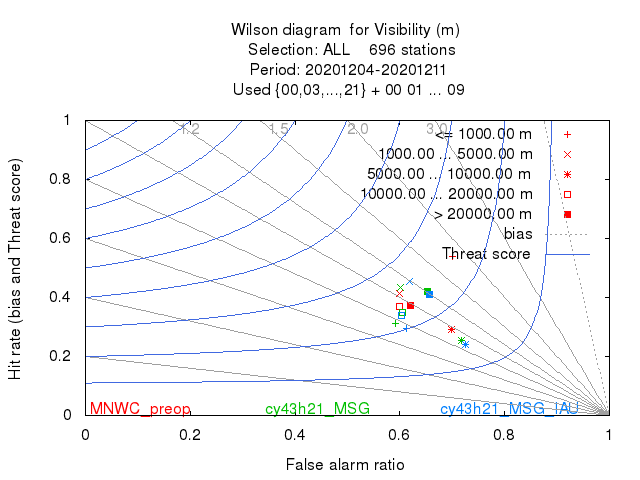 Wilson diagram for Visibility (m)
Selection: ALL 696 stations
Period: 20201204-20201211
Used {00,03,...,21} + 00 01 ... 09
1.2 1.5 2.0 3.0
<= 1000.00 m
1000.00 ... 5000.00 m
5000.00 ... 10000.00 m
10000.00 ... 20000.00 m
> 20000.00 m
bias
Threat score
Hit rate (bias and Threat score)
1
0.8
0.6
0.4
0.2
0
MNWC_preop cy43h21_MSG cy43h21_MSG_IAU
0 0.2 0.4 0.6 0.8 1
False alarm ratio